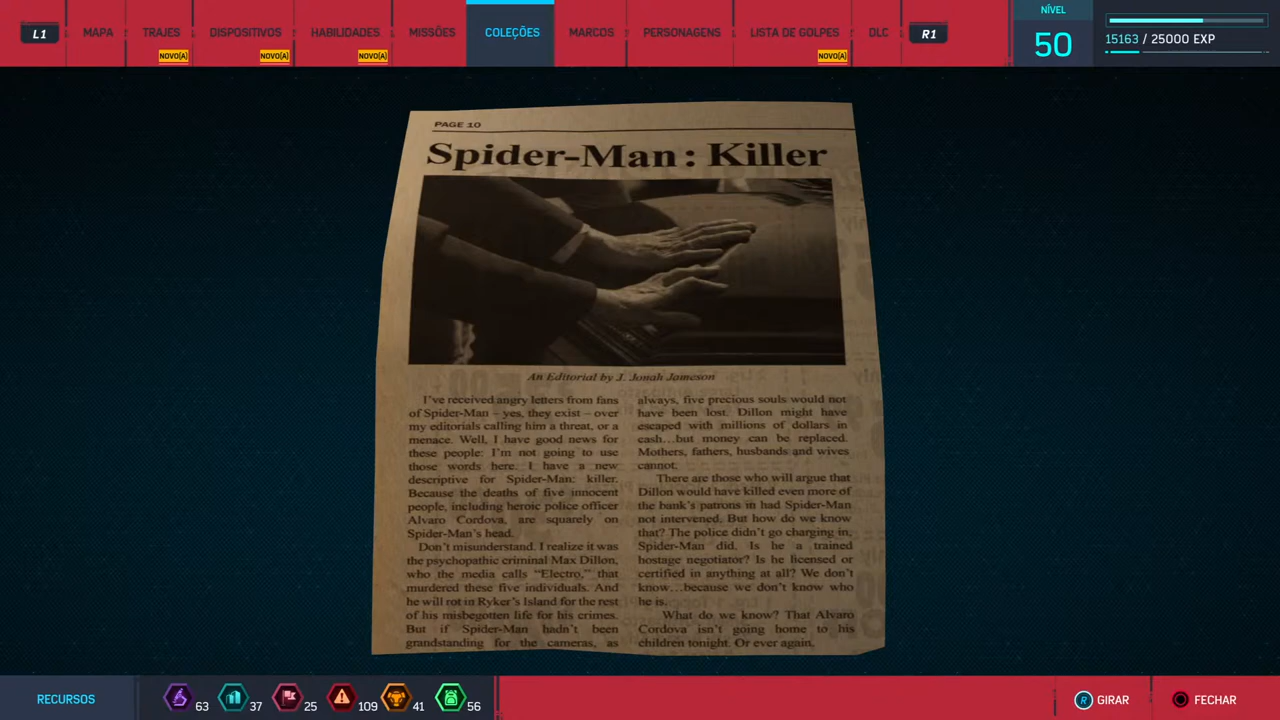 L1
MAPA
TRAJES
DISPOSITIVOS
HABILIDADES
MISSÕES
COLEÇÕES
MARCOS
PERSONAGENS
LISTA DE GOLPES
DLC
R1
NOVO(A)
NOVO(A)
NOVO(A)
NOVO(A)
NÍVEL
50
15163 / 25000 EXP
PAGE 10
Spider-Man: Killer
An Editorial by J. Jonah Jameson
I've received angry letters from fans
of Spider-Man – yes, they exist – over
my editorials calling him a threat, or a
menace. Well, I have good news for
these people: I'm not going to use
those words here. I have a new
descriptive for Spider-Man: killer.
Because the deaths of five innocent
people, including heroic police officer
Alvaro Cordova, are squarely on
Spider-Man's head.
Don't misunderstand. I realize it was
the psychopathic criminal Max Dillon,
who the media calls "Electro," that
murdered these five individuals. And
he will rot in Ryker's Island for the rest
of his misbegotten life for his crimes.
But if Spider-Man hadn't been
grandstanding for the cameras, as
always, five precious souls would not
have been lost. Dillon might have
escaped with millions of dollars in
cash…but money can be replaced.
Mothers, fathers, husbands and wives
cannot.
There are those who will argue that
Dillon would have killed even more of
the bank's patrons in had Spider-Man
not intervened. But how do we know
that? The police didn't go charging in,
Spider-Man did. Is he a trained
hostage negotiator? Is he licensed or
certified in anything at all? We don't
know…because we don't know who
he is.
What do we know? That Alvaro
Cordova isn't going home to his
children tonight. Or ever again.
RECURSOS
63
37
25
109
41
56
R GIRAR
FECHAR